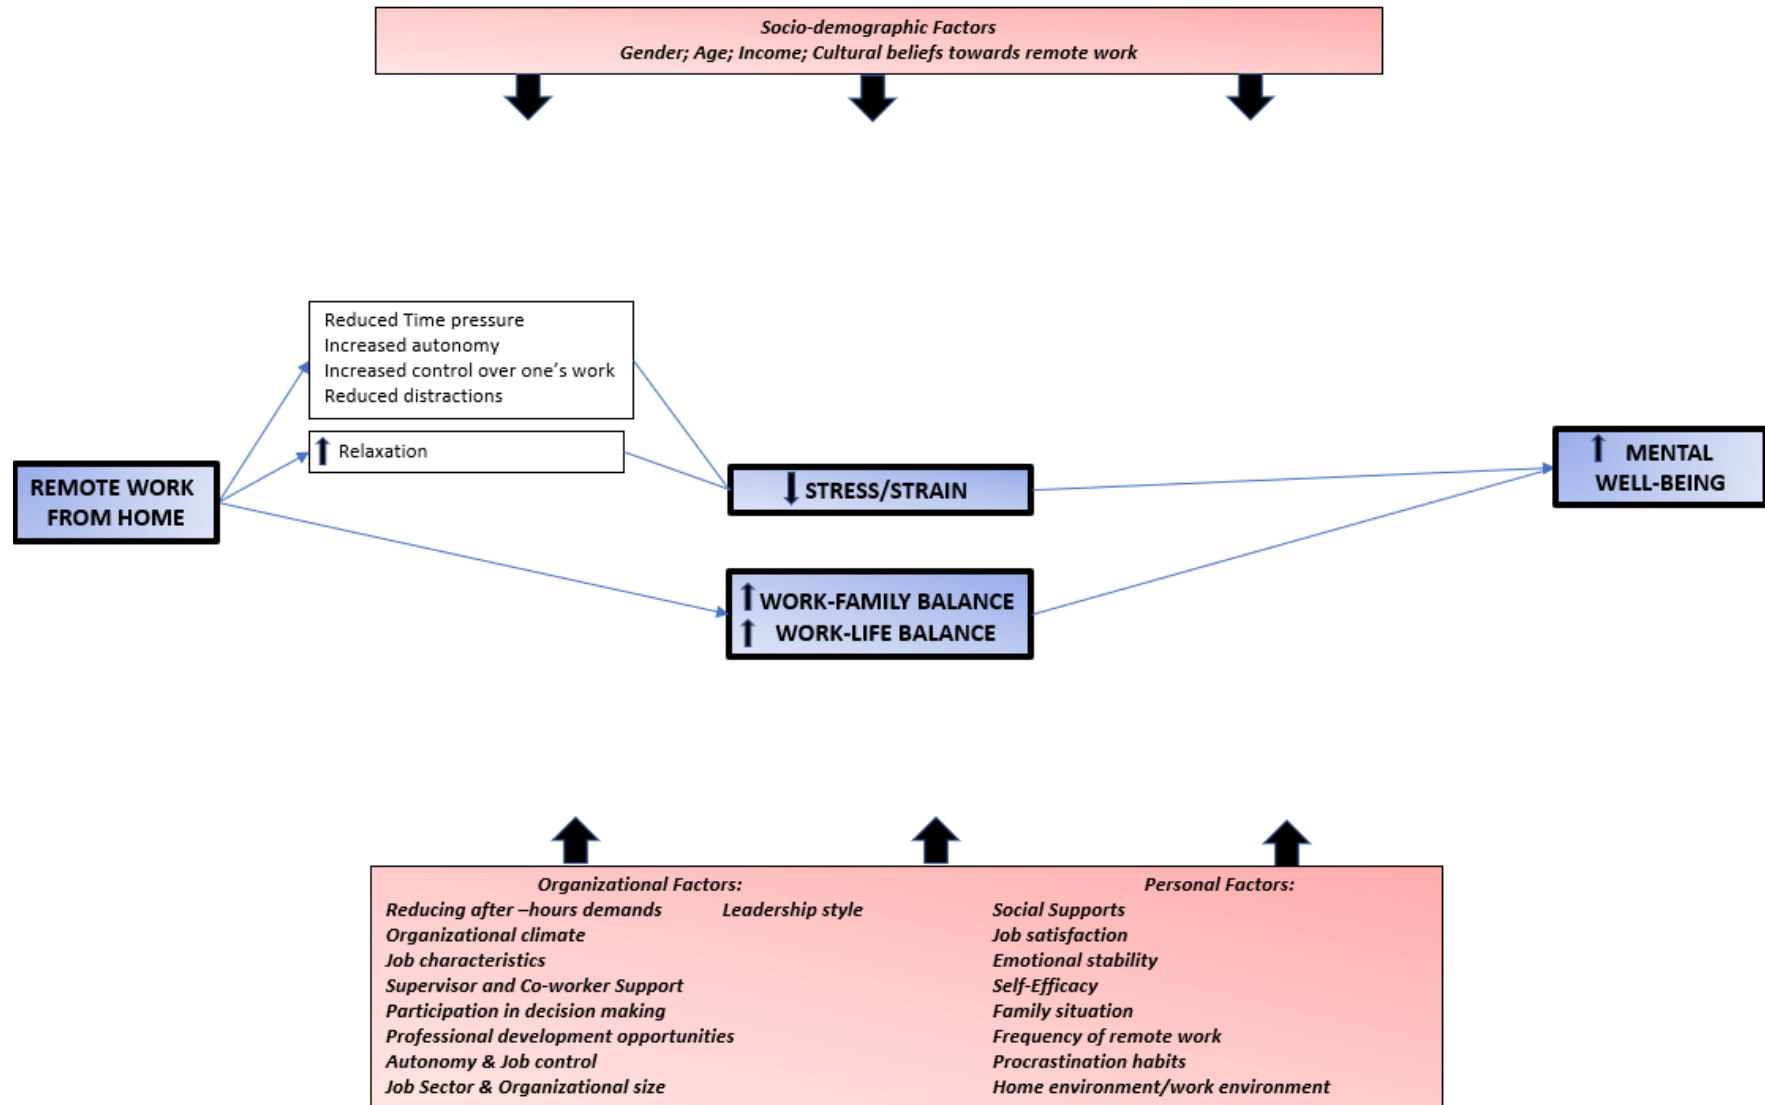 Socio-demographic Factors
Gender; Age; Income; Cultural beliefs towards remote work
Reduced Time pressure
Increased autonomy
Increased control over one's work
Reduced distractions
Relaxation
REMOTE WORK
FROM HOME
STRESS/STRAIN
WORK-FAMILY BALANCE
WORK-LIFE BALANCE
MENTAL
WELL-BEING
Organizational Factors:
Reducing after –hours demands Leadership style
Organizational climate
Job characteristics
Supervisor and Co-worker Support
Participation in decision making
Professional development opportunities
Autonomy & Job control
Job Sector & Organizational size
Personal Factors:
Social Supports
Job satisfaction
Emotional stability
Self-Efficacy
Family situation
Frequency of remote work
Procrastination habits
Home environment/work environment